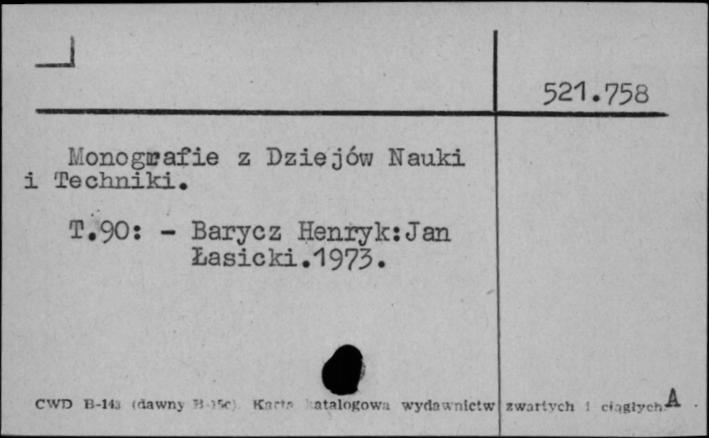 521.758
Monografie z Dziejów Nauki
i Techniki.
T.90: - Barycz Henryk:Jan
Łasicki.1973.
CWD B-14a (dawny B-15c) Karta katalogowa wydawnictw zwartych i ciągłych. A